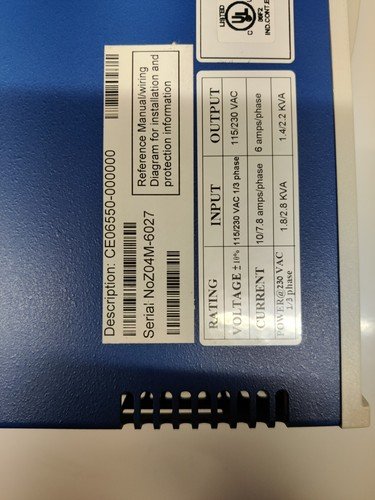 LISTED
IND.CONT.E
Reference Manual/wiring
Diagram for installation and
protection information
Description: CE06550-000000
Serial NoZ04M-6027
RATING INPUT OUTPUT
VOLTAGE ± 10% 115/230 VAC 1/3 phase 115/230 VAC
CURRENT 10/7.8 amps/phase 6 amps/phase
POWER@230 VAC 1.8/2.8 KVA 1.4/2.2 KVA
1/3 phase